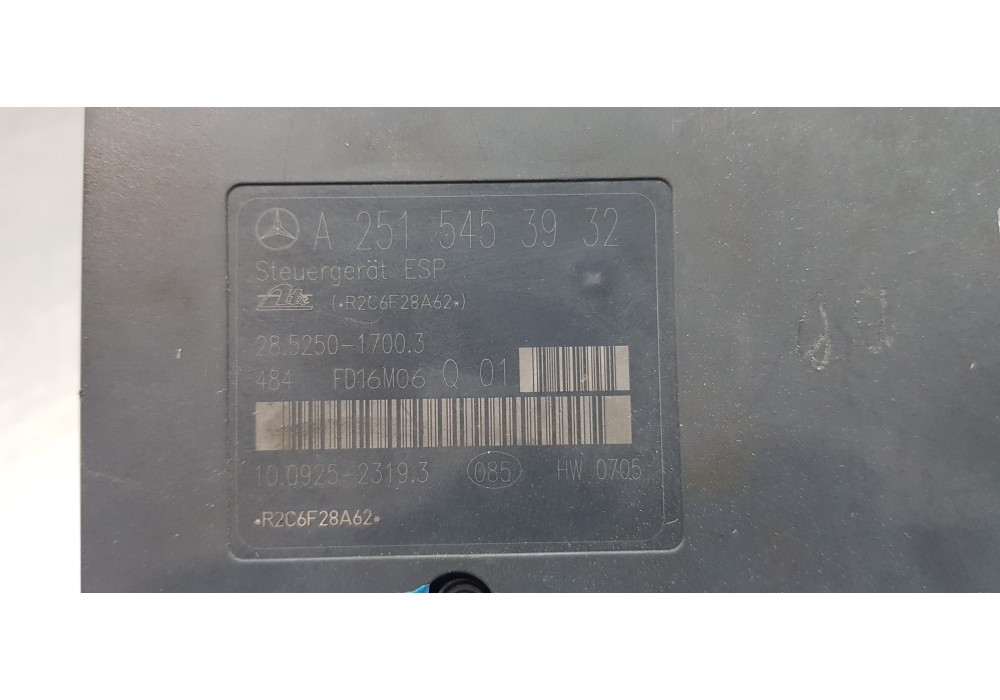 A 251 545 39 32
Steuergerät ESP
Ate (*R2C6F28A62*)
28.5250-1700.3
484 FD16M06 Q 01
10.0925-2319.3 085 HW 0705
*R2C6F28A62*